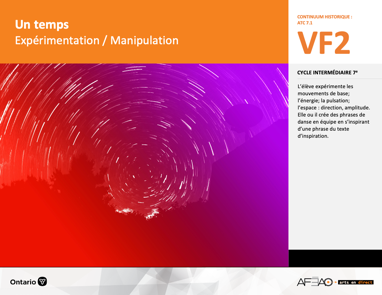 Un temps
Expérimentation / Manipulation
CONTINUUM HISTORIQUE :
ATC 7.1
VF2
CYCLE INTERMÉDIAIRE 7e
L'élève expérimente les
mouvements de base;
l'énergie; la pulsation;
l'espace : direction, amplitude.
Elle ou il crée des phrases de
danse en équipe en s'inspirant
d'une phrase du texte
d'inspiration.
Ontario
AFEAO
arts en direct